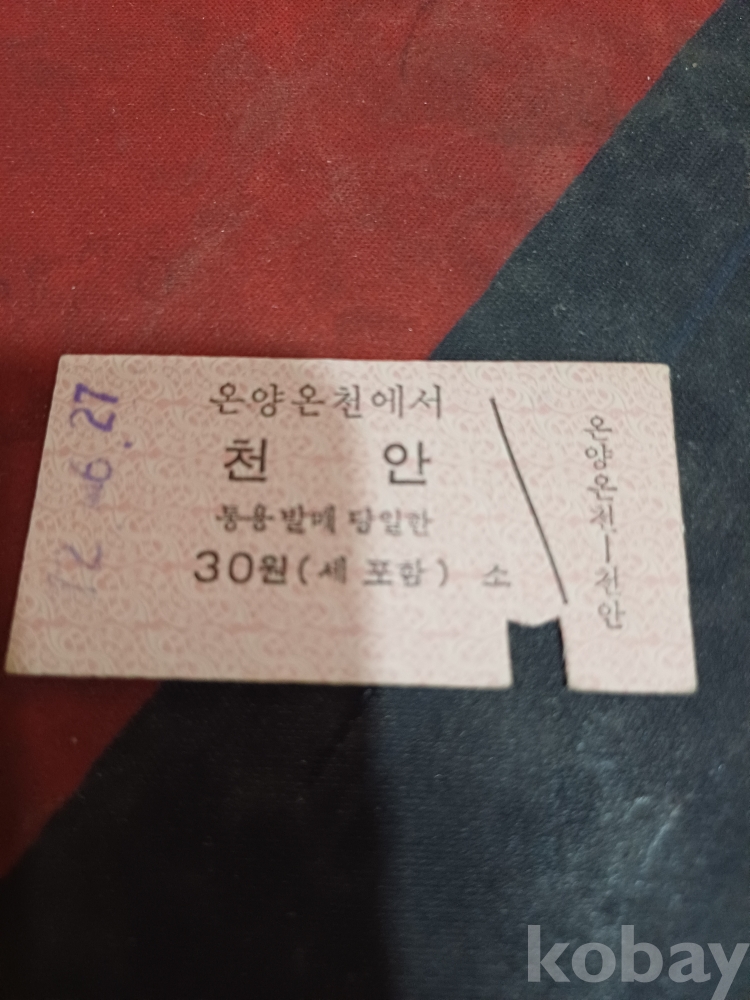 온양온천에서
천 안
통용발매당일한
30원(세 포함) 소
온양온천—천안
72. 6. 27
kobay